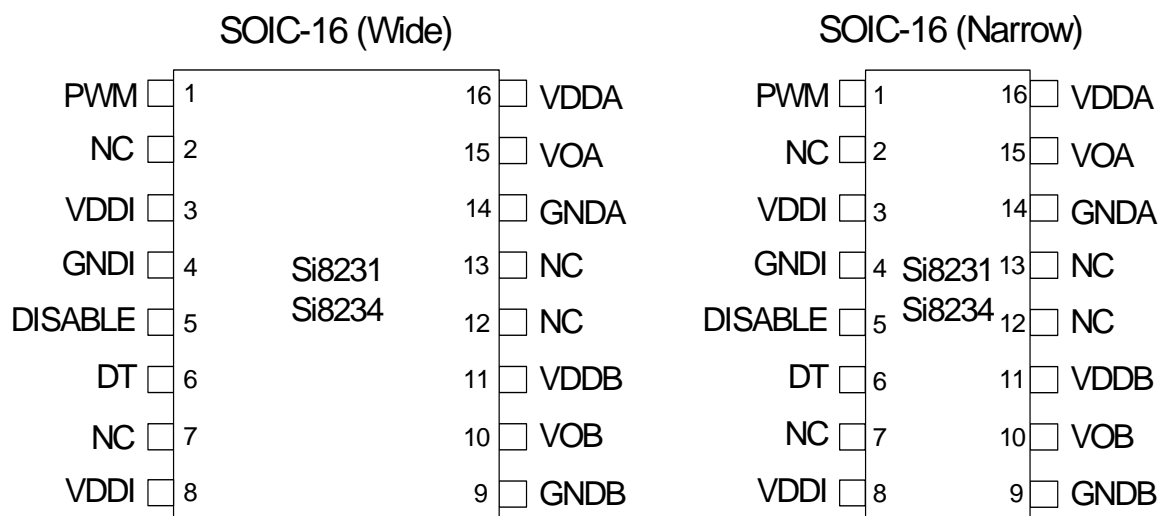 SOIC-16 (Wide)
PWM 1 16 VDDA
NC 2 15 VOA
VDDI 3 14 GNDA
GNDI 4 Si8231 13 NC
DISABLE 5 Si8234 12 NC
DT 6 11 VDDB
NC 7 10 VOB
VDDI 8 9 GNDB
SOIC-16 (Narrow)
PWM 1 16 VDDA
NC 2 15 VOA
VDDI 3 14 GNDA
GNDI 4 Si8231 13 NC
DISABLE 5 Si8234 12 NC
DT 6 11 VDDB
NC 7 10 VOB
VDDI 8 9 GNDB